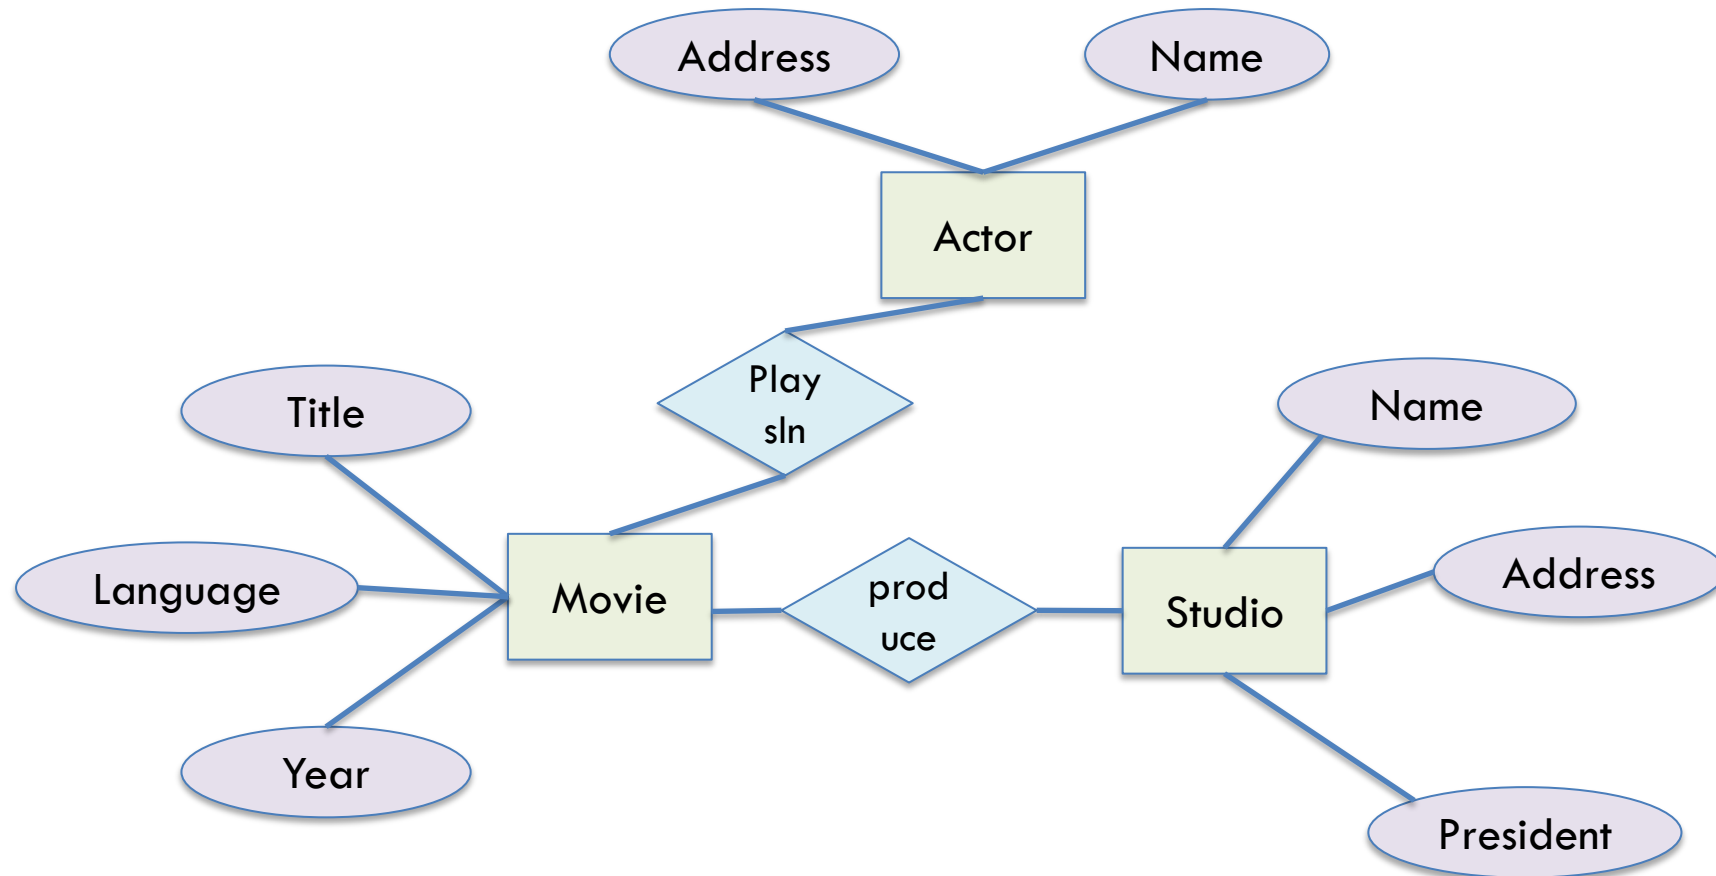 Address
Name
Actor
Play
sIn
Title
Name
Language
Movie
prod
uce
Studio
Address
Year
President